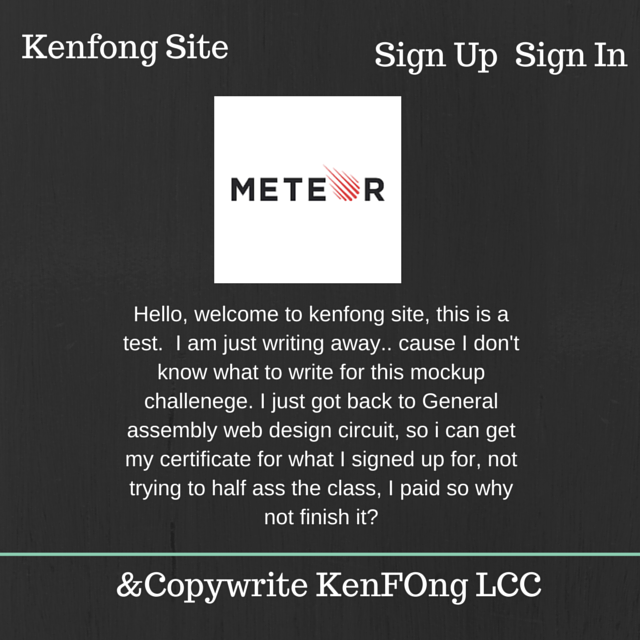 Kenfong Site
Sign Up Sign In
METEOR
Hello, welcome to kenfong site, this is a
test.  I am just writing away.. cause I don't
know what to write for this mockup
challenege. I just got back to General
assembly web design circuit, so i can get
my certificate for what I signed up for, not
trying to half ass the class, I paid so why
not finish it?
&Copywrite KenFOng LCC